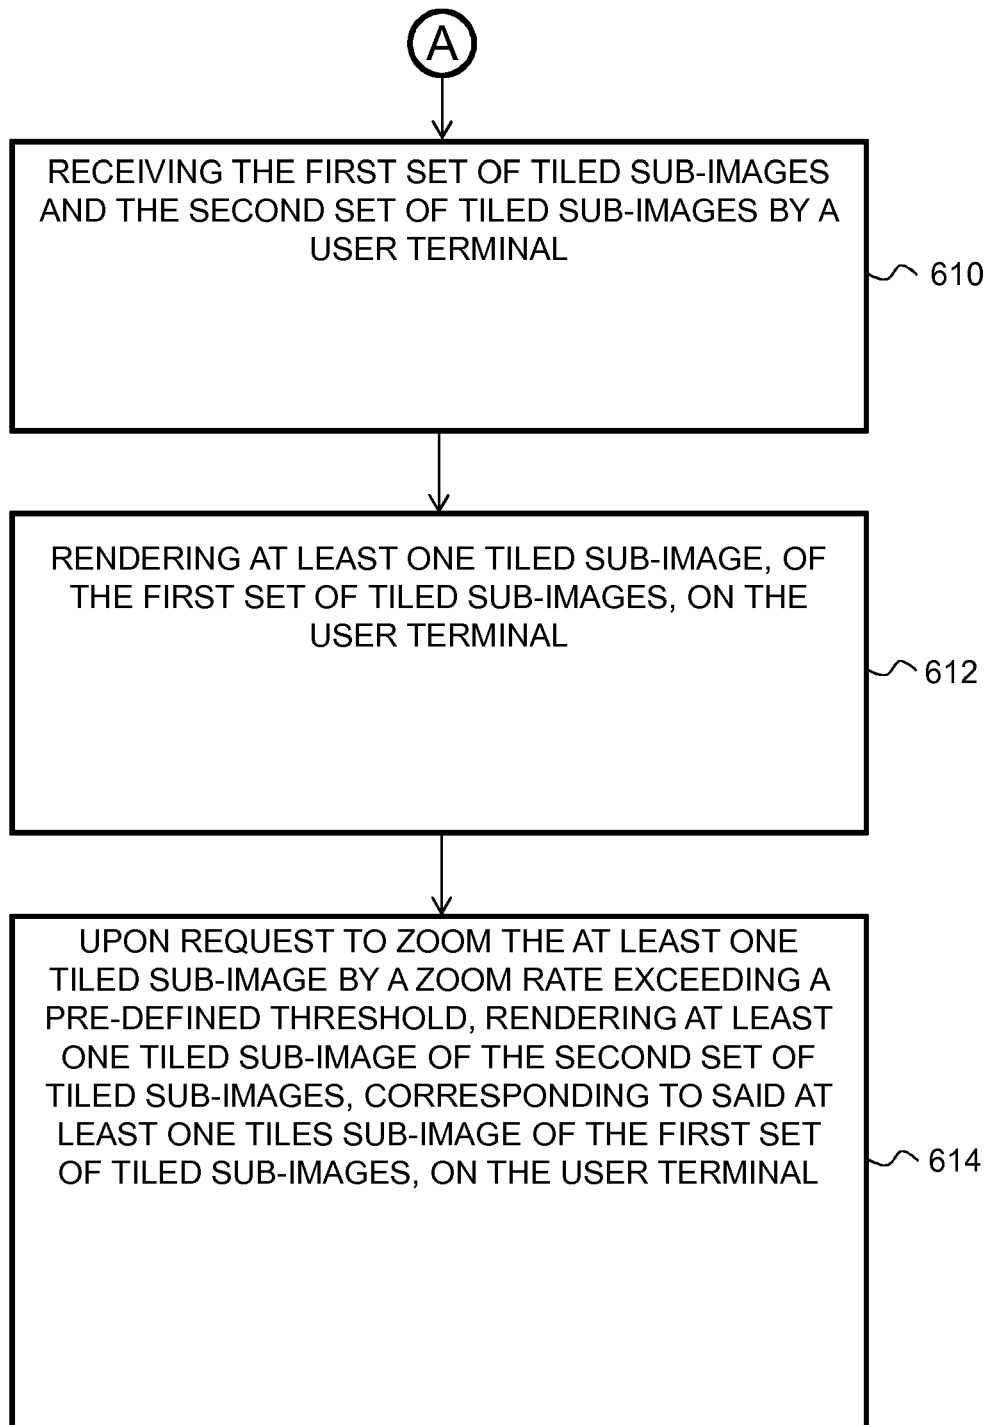 A
RECEIVING THE FIRST SET OF TILED SUB-IMAGES
AND THE SECOND SET OF TILED SUB-IMAGES BY A
USER TERMINAL
610
RENDERING AT LEAST ONE TILED SUB-IMAGE, OF
THE FIRST SET OF TILED SUB-IMAGES, ON THE
USER TERMINAL
612
UPON REQUEST TO ZOOM THE AT LEAST ONE
TILED SUB-IMAGE BY A ZOOM RATE EXCEEDING A
PRE-DEFINED THRESHOLD, RENDERING AT LEAST
ONE TILED SUB-IMAGE OF THE SECOND SET OF
TILED SUB-IMAGES, CORRESPONDING TO SAID AT
LEAST ONE TILES SUB-IMAGE OF THE FIRST SET
OF TILED SUB-IMAGES, ON THE USER TERMINAL
614